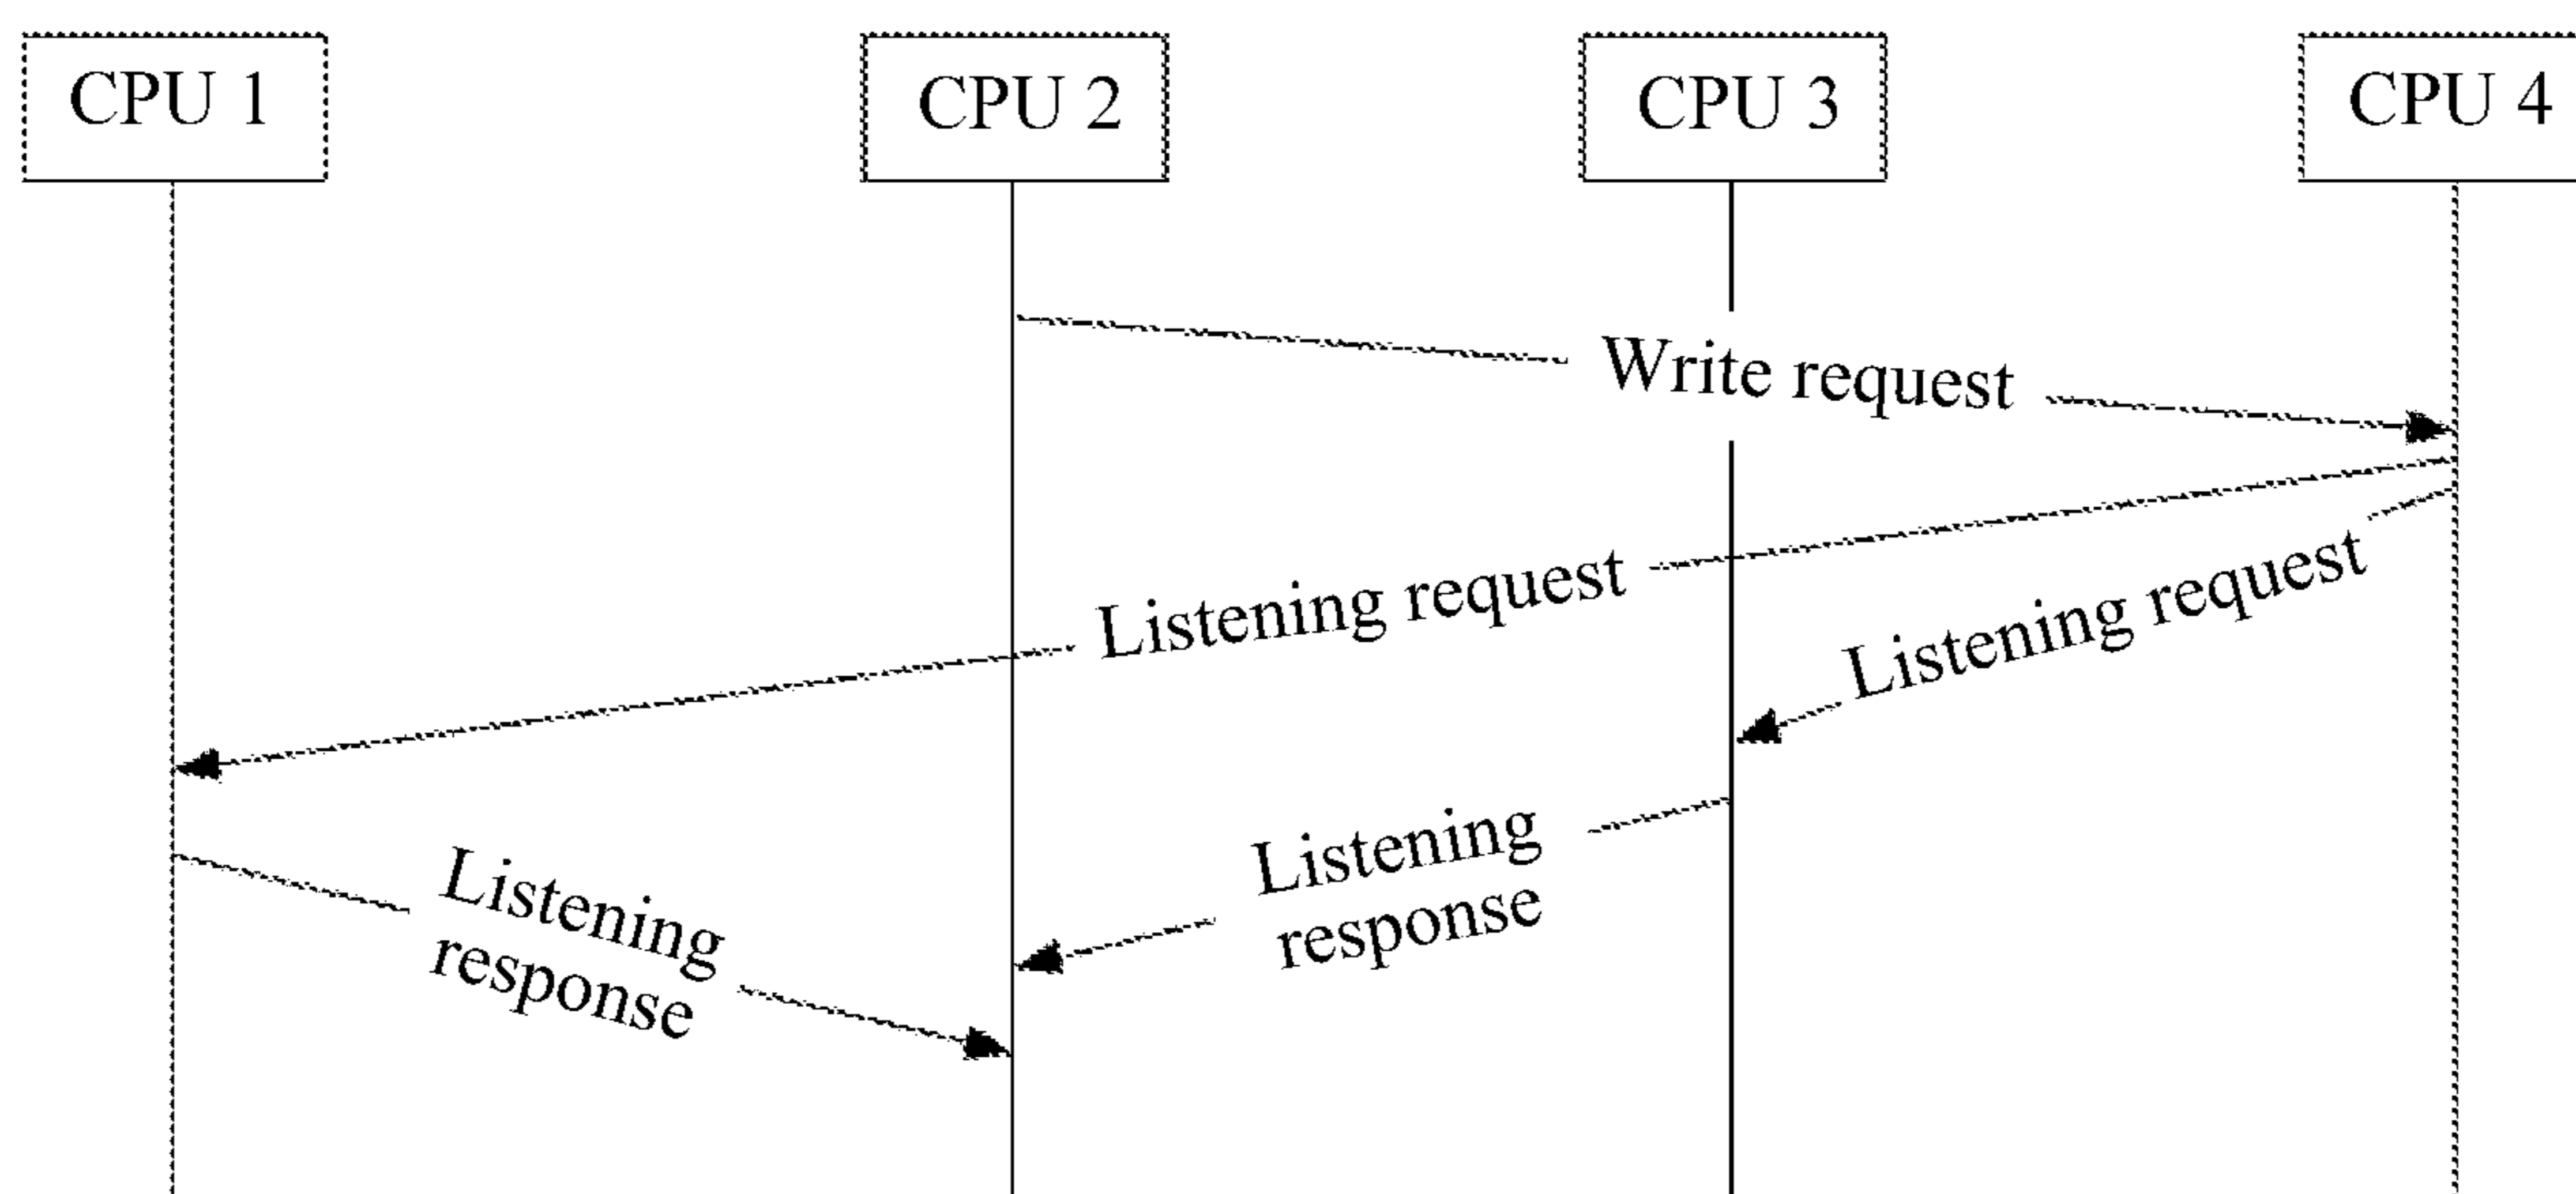 CPU 1
CPU 2
CPU 3
CPU 4
Write request
Listening request
Listening request
Listening
response
Listening
response